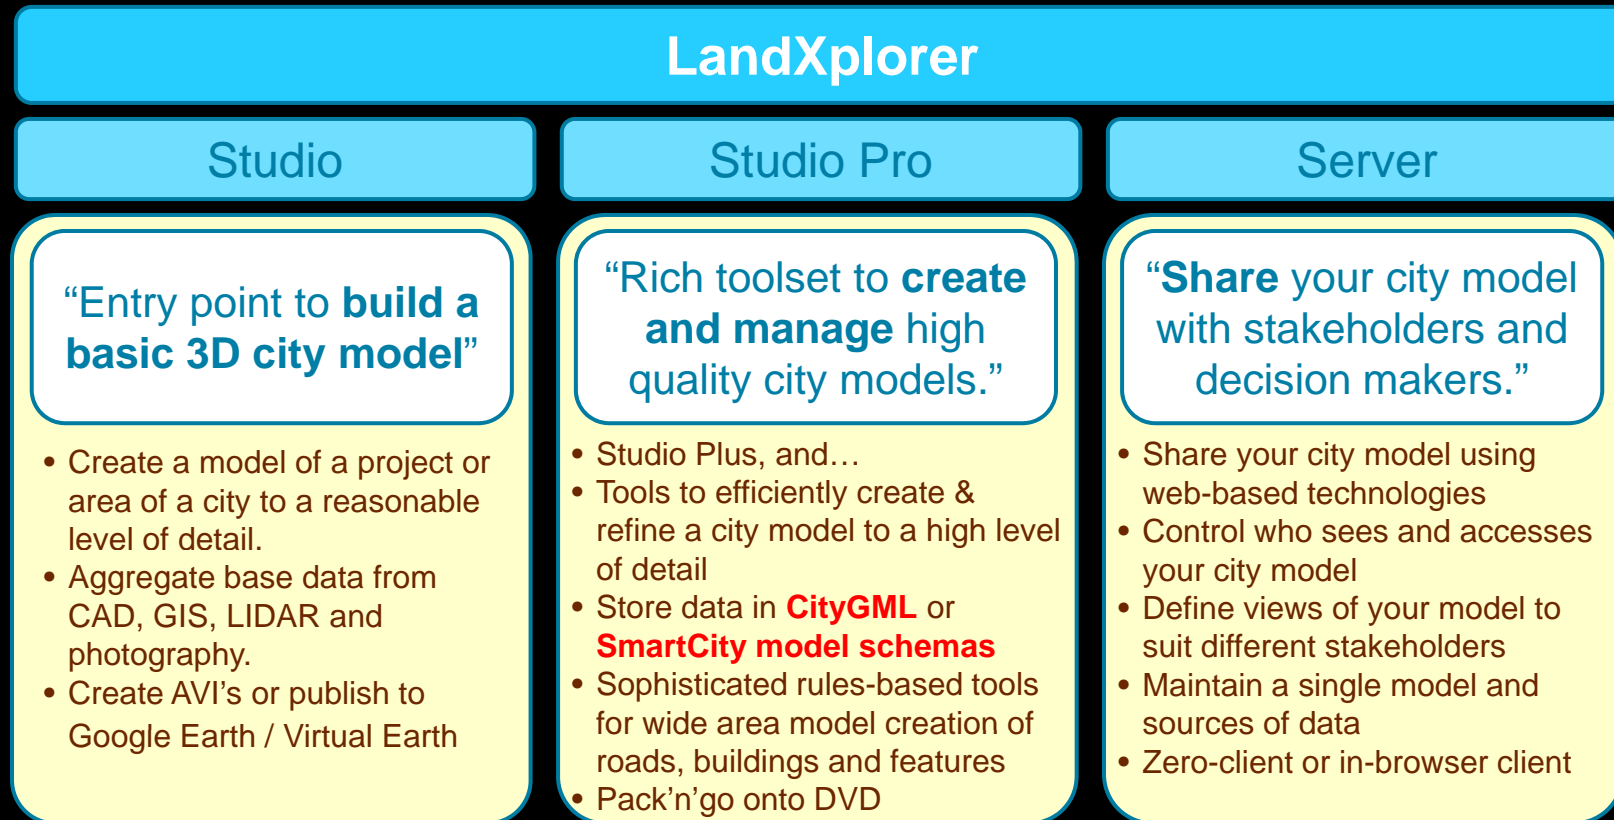 LandXplorer
Studio
Studio Pro
Server
“Entry point to build a
basic 3D city model”
• Create a model of a project or
area of a city to a reasonable
level of detail.
• Aggregate base data from
CAD, GIS, LIDAR and
photography.
• Create AVI’s or publish to
Google Earth / Virtual Earth
“Rich toolset to create
and manage high
quality city models.”
• Studio Plus, and…
• Tools to efficiently create &
refine a city model to a high level
of detail
• Store data in CityGML or
SmartCity model schemas
• Sophisticated rules-based tools
for wide area model creation of
roads, buildings and features
• Pack’n’go onto DVD
“Share your city model
with stakeholders and
decision makers.”
• Share your city model using
web-based technologies
• Control who sees and accesses
your city model
• Define views of your model to
suit different stakeholders
• Maintain a single model and
sources of data
• Zero-client or in-browser client